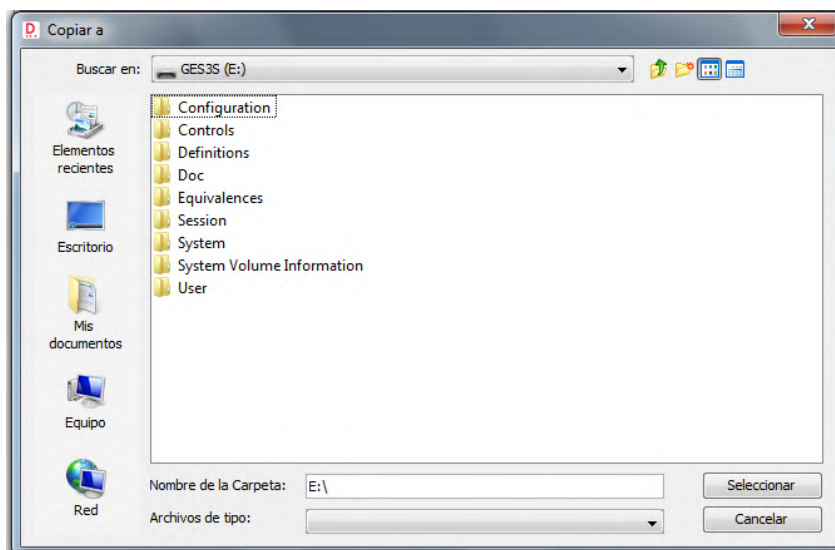 D Copiar a
Buscar en: GES3S (E:)
Elementos
recientes
Escritorio
Mis
documentos
Equipo
Red
Configuration
Controls
Definitions
Doc
Equivalences
Session
System
System Volume Information
User
Nombre de la Carpeta: E:\
Seleccionar
Archivos de tipo:
Cancelar